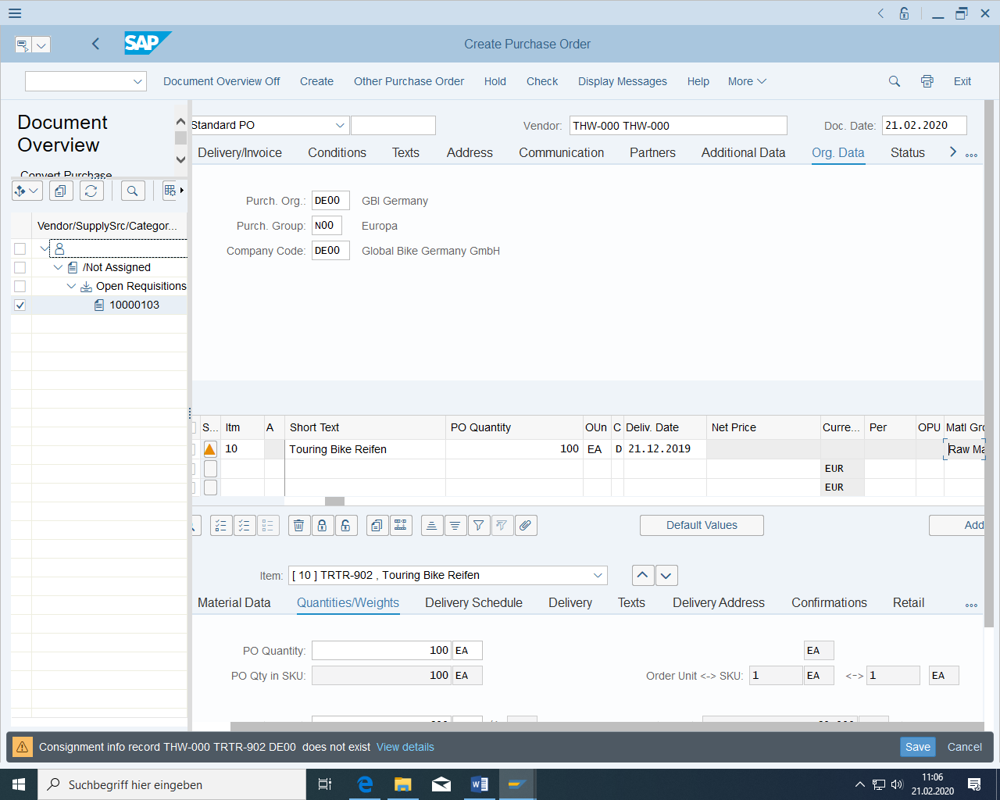 SAP
Create Purchase Order
Document Overview Off
Create
Other Purchase Order
Hold
Check
Display Messages
Help
More
Exit
Document
Overview
Convert Purchase
Standard PO
Vendor:
THW-000 THW-000
Doc. Date:
21.02.2020
Delivery/Invoice
Conditions
Texts
Address
Communication
Partners
Additional Data
Org. Data
Status
Purch. Org.:
DE00
GBI Germany
Purch. Group:
N00
Europa
Company Code:
DE00
Global Bike Germany GmbH
Vendor/SupplySrc/Categor...
/Not Assigned
Open Requisitions
10000103
S...
Itm
A
Short Text
PO Quantity
OUn
C
Deliv. Date
Net Price
Curre...
Per
OPU
Matl Gro
10
Touring Bike Reifen
100
EA
D
21.12.2019
Raw Ma
EUR
EUR
Default Values
Add
Item:
[ 10 ] TRTR-902 , Touring Bike Reifen
Material Data
Quantities/Weights
Delivery Schedule
Delivery
Texts
Delivery Address
Confirmations
Retail
PO Quantity:
100
EA
EA
PO Qty in SKU:
100
EA
Order Unit <-> SKU:
1
EA
<->
1
EA
Consignment info record THW-000 TRTR-902 DE00 does not exist
View details
Save
Cancel
Suchbegriff hier eingeben
11:06
21.02.2020